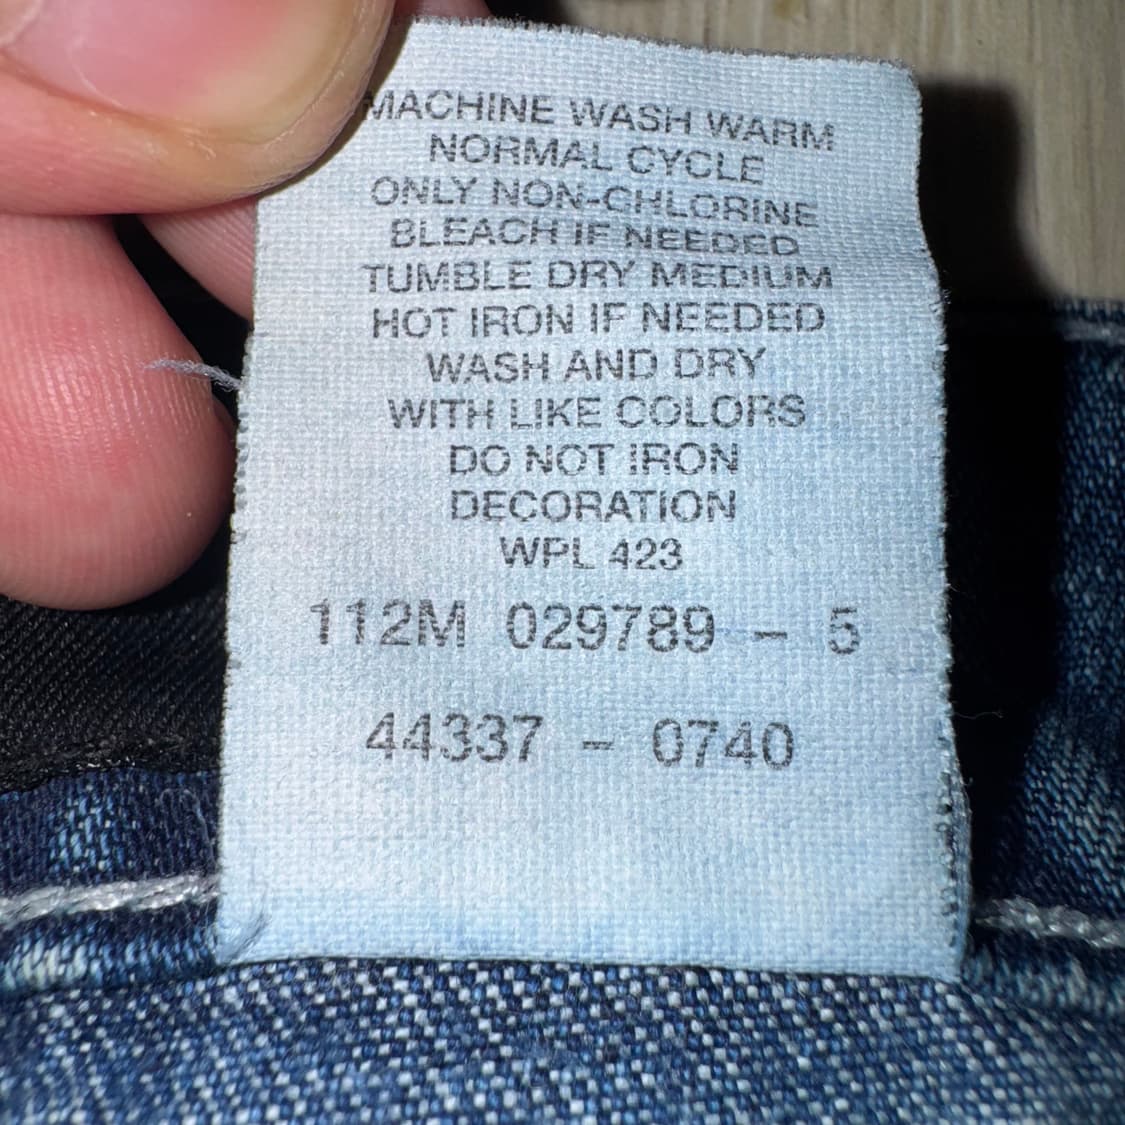 MACHINE WASH WARM
NORMAL CYCLE
ONLY NON-CHLORINE
BLEACH IF NEEDED
TUMBLE DRY MEDIUM
HOT IRON IF NEEDED
WASH AND DRY
WITH LIKE COLORS
DO NOT IRON
DECORATION
WPL 423
112M 029789 - 5
44337 - 0740